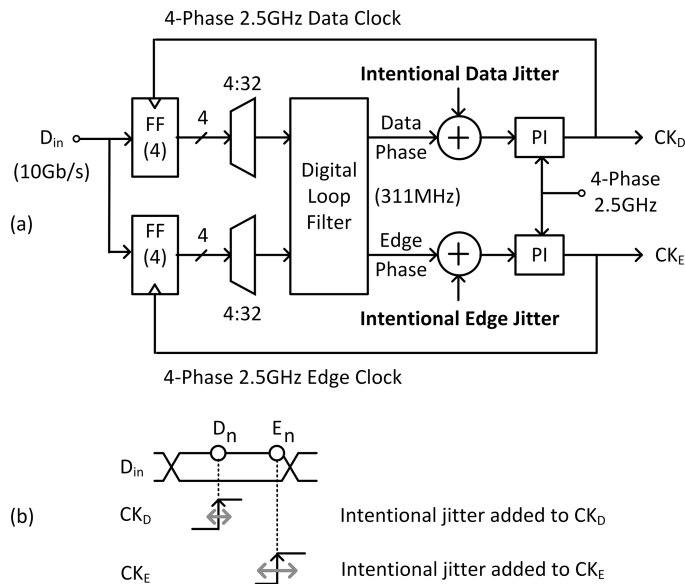 4-Phase 2.5GHz Data Clock
4:32
Intentional Data Jitter
D_in
(10Gb/s)
FF
(4)
4
Digital
Loop
Filter
Data
Phase
(311MHz)
+
PI
CK_D
4-Phase
2.5GHz
(a)
FF
(4)
4
4:32
Edge
Phase
+
PI
CK_E
Intentional Edge Jitter
4-Phase 2.5GHz Edge Clock
D_n E_n
D_in
(b)
CK_D Intentional jitter added to CK_D
CK_E Intentional jitter added to CK_E